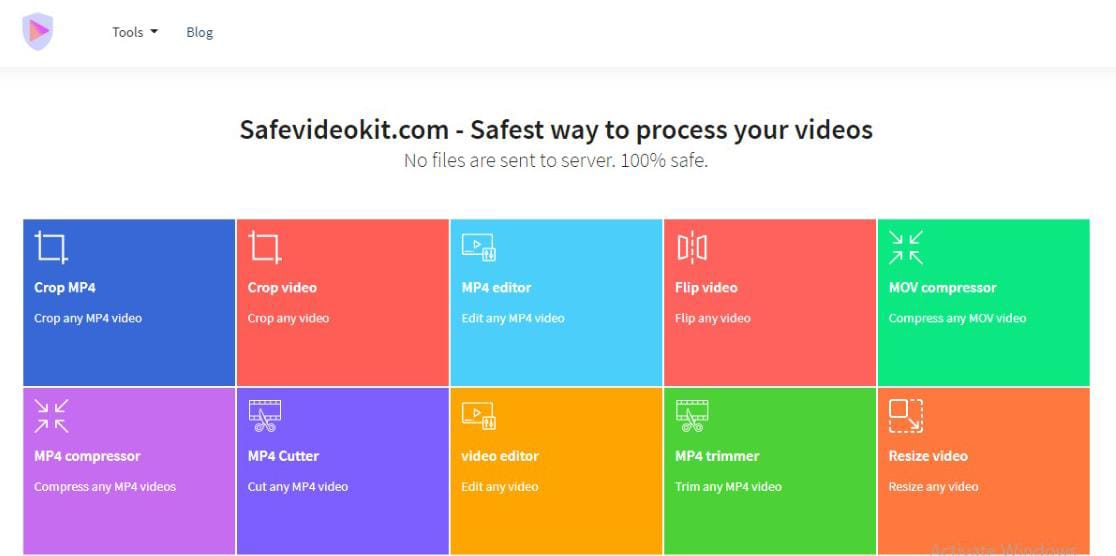 Tools Blog
Safevideokit.com - Safest way to process your videos
No files are sent to server. 100% safe.
Crop MP4
Crop any MP4 video
Crop video
Crop any video
MP4 editor
Edit any MP4 video
Flip video
Flip any video
MOV compressor
Compress any MOV video
MP4 compressor
Compress any MP4 videos
MP4 Cutter
Cut any MP4 video
video editor
Edit any video
MP4 trimmer
Trim any MP4 video
Resize video
Resize any video
Activate Windows